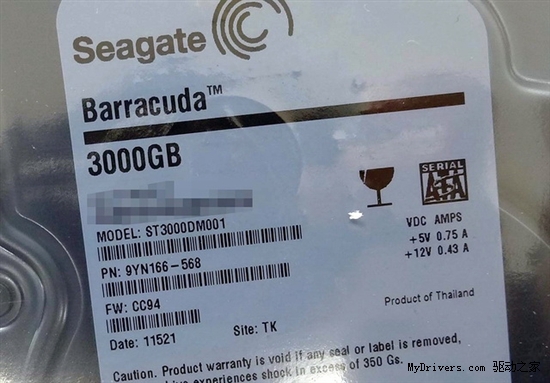 Seagate
Barracuda™
3000GB
SERIAL
SATA
MODEL: ST3000DM001
VDC AMPS
+5V 0.75 A
+12V 0.43 A
PN: 9YN166-568
FW: CC94
Product of Thailand
Date: 11521 Site: TK
Caution. Product warranty is void if any seal or label is removed,
experiences shock in excess of 350 Gs.
MyDrivers.com 驱动之家